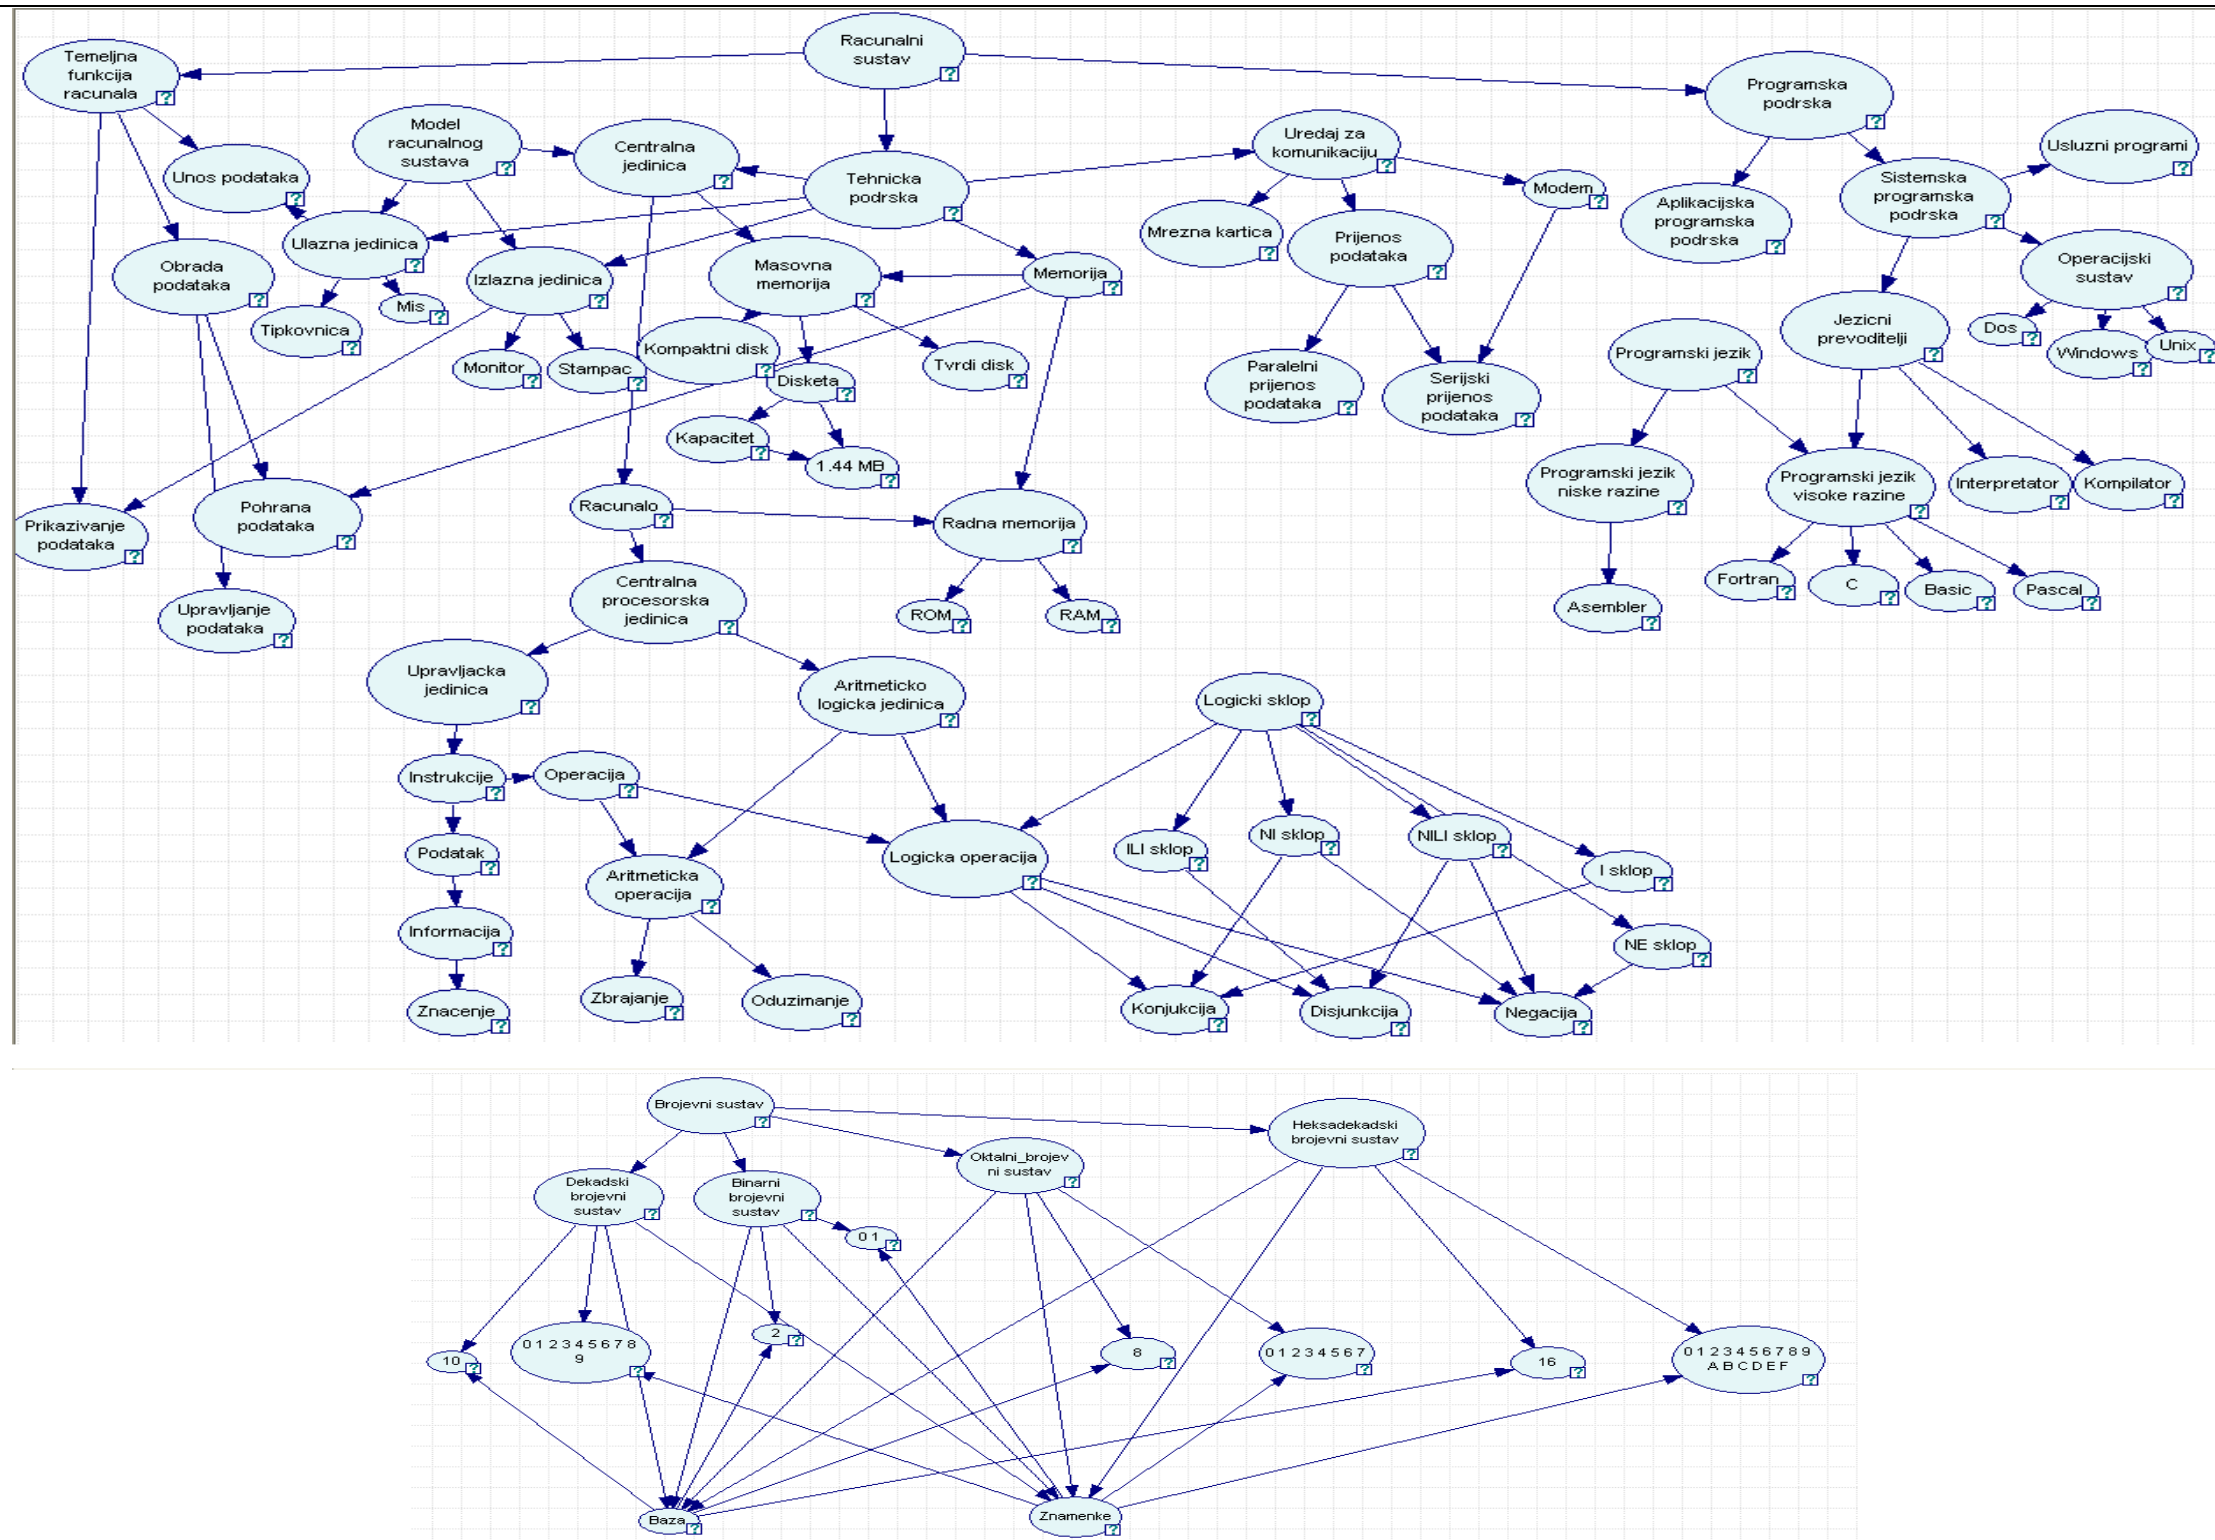 Racunalni
sustav
Temeljna
funkcija
racunala
Programska
podrska
Model
racunalnog
sustava
Centralna
jedinica
Uredaj za
komunikaciju
Usluzni programi
Unos podataka
Tehnicka
podrska
Modem
Sistemska
programska
podrska
Aplikacijska
programska
podrska
Ulazna jedinica
Mrezna kartica
Prijenos
podataka
Obrada
podataka
Izlazna jedinica
Masovna
memorija
Memorija
Operacijski
sustav
Mis
Tipkovnica
Jezicni
prevoditelji
Dos
Windows
Unix
Kompaktni disk
Programski jezik
Monitor
Stampac
Disketa
Tvrdi disk
Paralelni
prijenos
podataka
Serijski
prijenos
podataka
Kapacitet
1.44 MB
Programski jezik
niske razine
Programski jezik
visoke razine
Interpretator
Kompilator
Prikazivanje
podataka
Pohrana
podataka
Racunalo
Radna memorija
Centralna
procesorska
jedinica
Fortran
C
Basic
Pascal
Upravljanje
podataka
ROM
RAM
Asembler
Upravljacka
jedinica
Aritmeticko
logicka jedinica
Logicki sklop
Instrukcije
Operacija
Podatak
Logicka operacija
ILI sklop
NI sklop
NILI sklop
I sklop
Aritmeticka
operacija
Informacija
NE sklop
Znacenje
Zbrajanje
Oduzimanje
Konjukcija
Disjunkcija
Negacija
Brojevni sustav
Heksadekadski
brojevni sustav
Oktalni_brojev
ni sustav
Dekadski
brojevni
sustav
Binarni
brojevni
sustav
0 1
10
0 1 2 3 4 5 6 7 8
9
2
8
0 1 2 3 4 5 6 7
16
0 1 2 3 4 5 6 7 8 9
A B C D E F
Baza
Znamenke